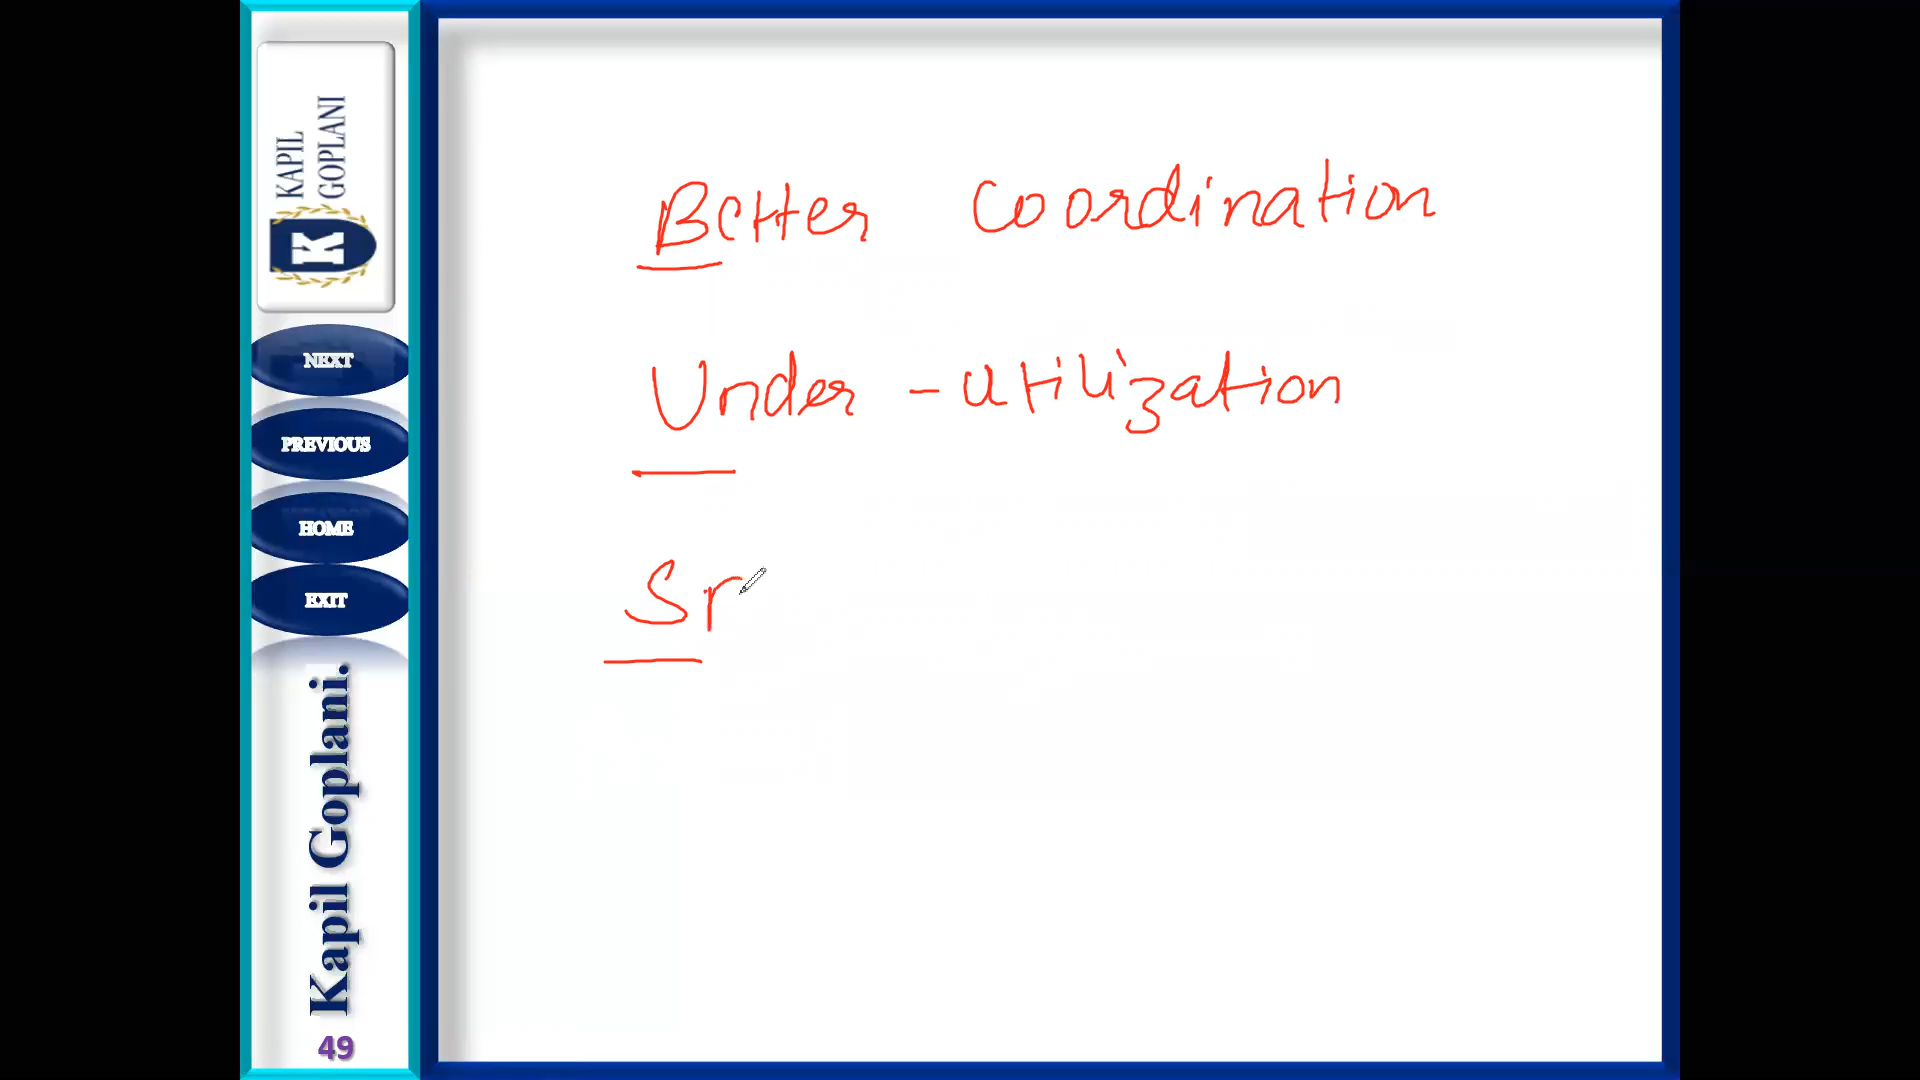 KAPIL
GOPLANI
K
NEXT
PREVIOUS
HOME
EXIT
Kapil Goplani.
49
Better Coordination
Under - utilization
Sr